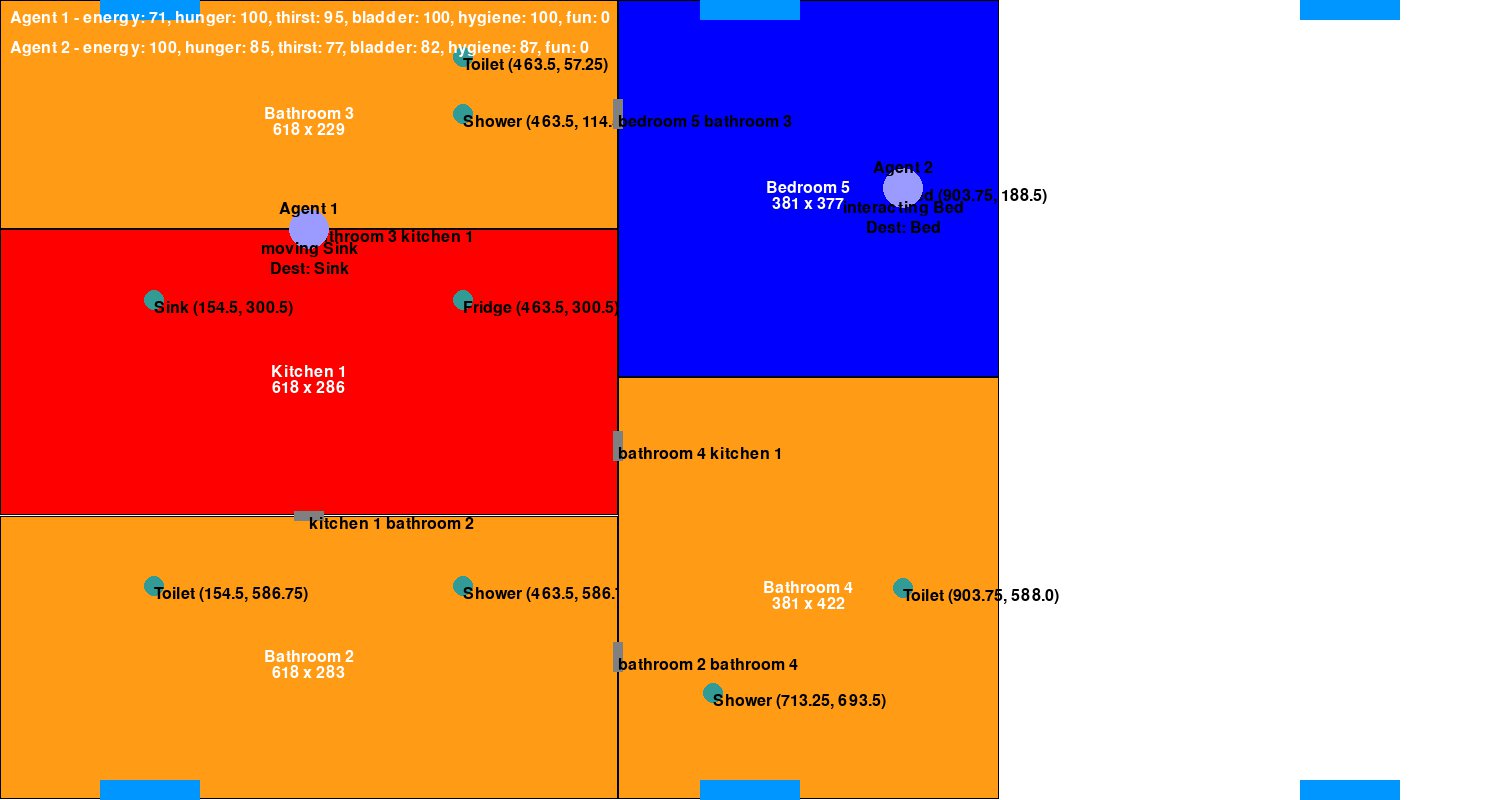 Agent 1 - energy: 71, hunger: 100, thirst: 95, bladder: 100, hygiene: 100, fun: 0
Agent 2 - energy: 100, hunger: 85, thirst: 77, bladder: 82, hygiene: 87, fun: 0
Toilet (463.5, 57.25)
Bathroom 3
618 x 229
Shower (463.5, 114.
bedroom 5 bathroom 3
Agent 2
Bedroom 5
381 x 377
(903.75, 188.5)
interacting Bed
Dest: Bed
Agent 1
3 kitchen 1
moving Sink
Dest: Sink
Sink (154.5, 300.5)
Fridge (463.5, 300.5)
Kitchen 1
618 x 286
bathroom 4 kitchen 1
kitchen 1 bathroom 2
Toilet (154.5, 586.75)
Shower (463.5, 586.
Bathroom 4
381 x 422
Toilet (903.75, 588.0)
Bathroom 2
618 x 283
bathroom 2 bathroom 4
Shower (713.25, 693.5)